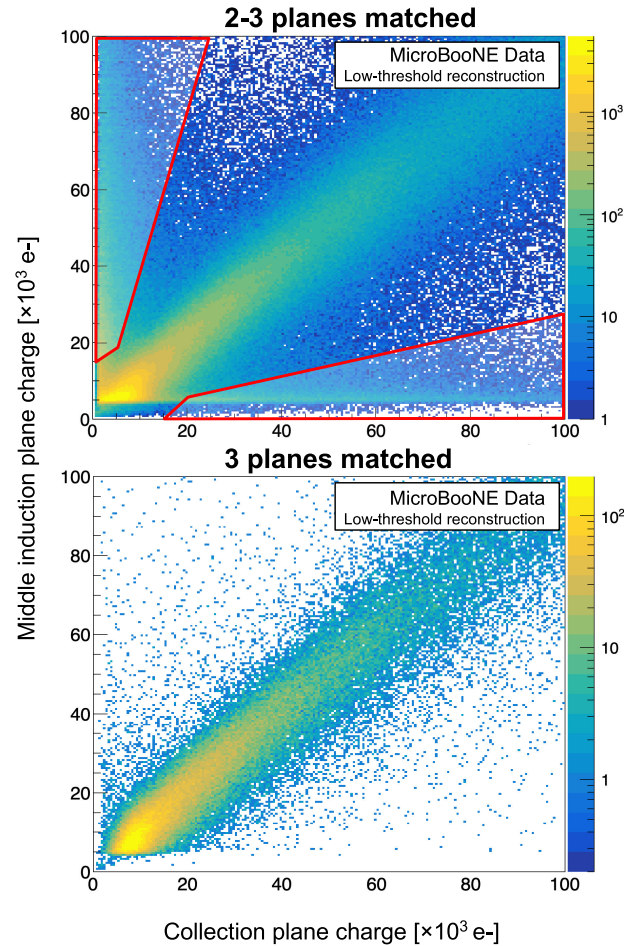 2-3 planes matched
MicroBooNE Data
Low-threshold reconstruction
100
80
60
40
20
0
0 20 40 60 80 100
10³
10²
10
1
Middle induction plane charge [×10³ e-]
3 planes matched
MicroBooNE Data
Low-threshold reconstruction
100
80
60
40
20
0
0 20 40 60 80 100
10²
10
1
Collection plane charge [×10³ e-]